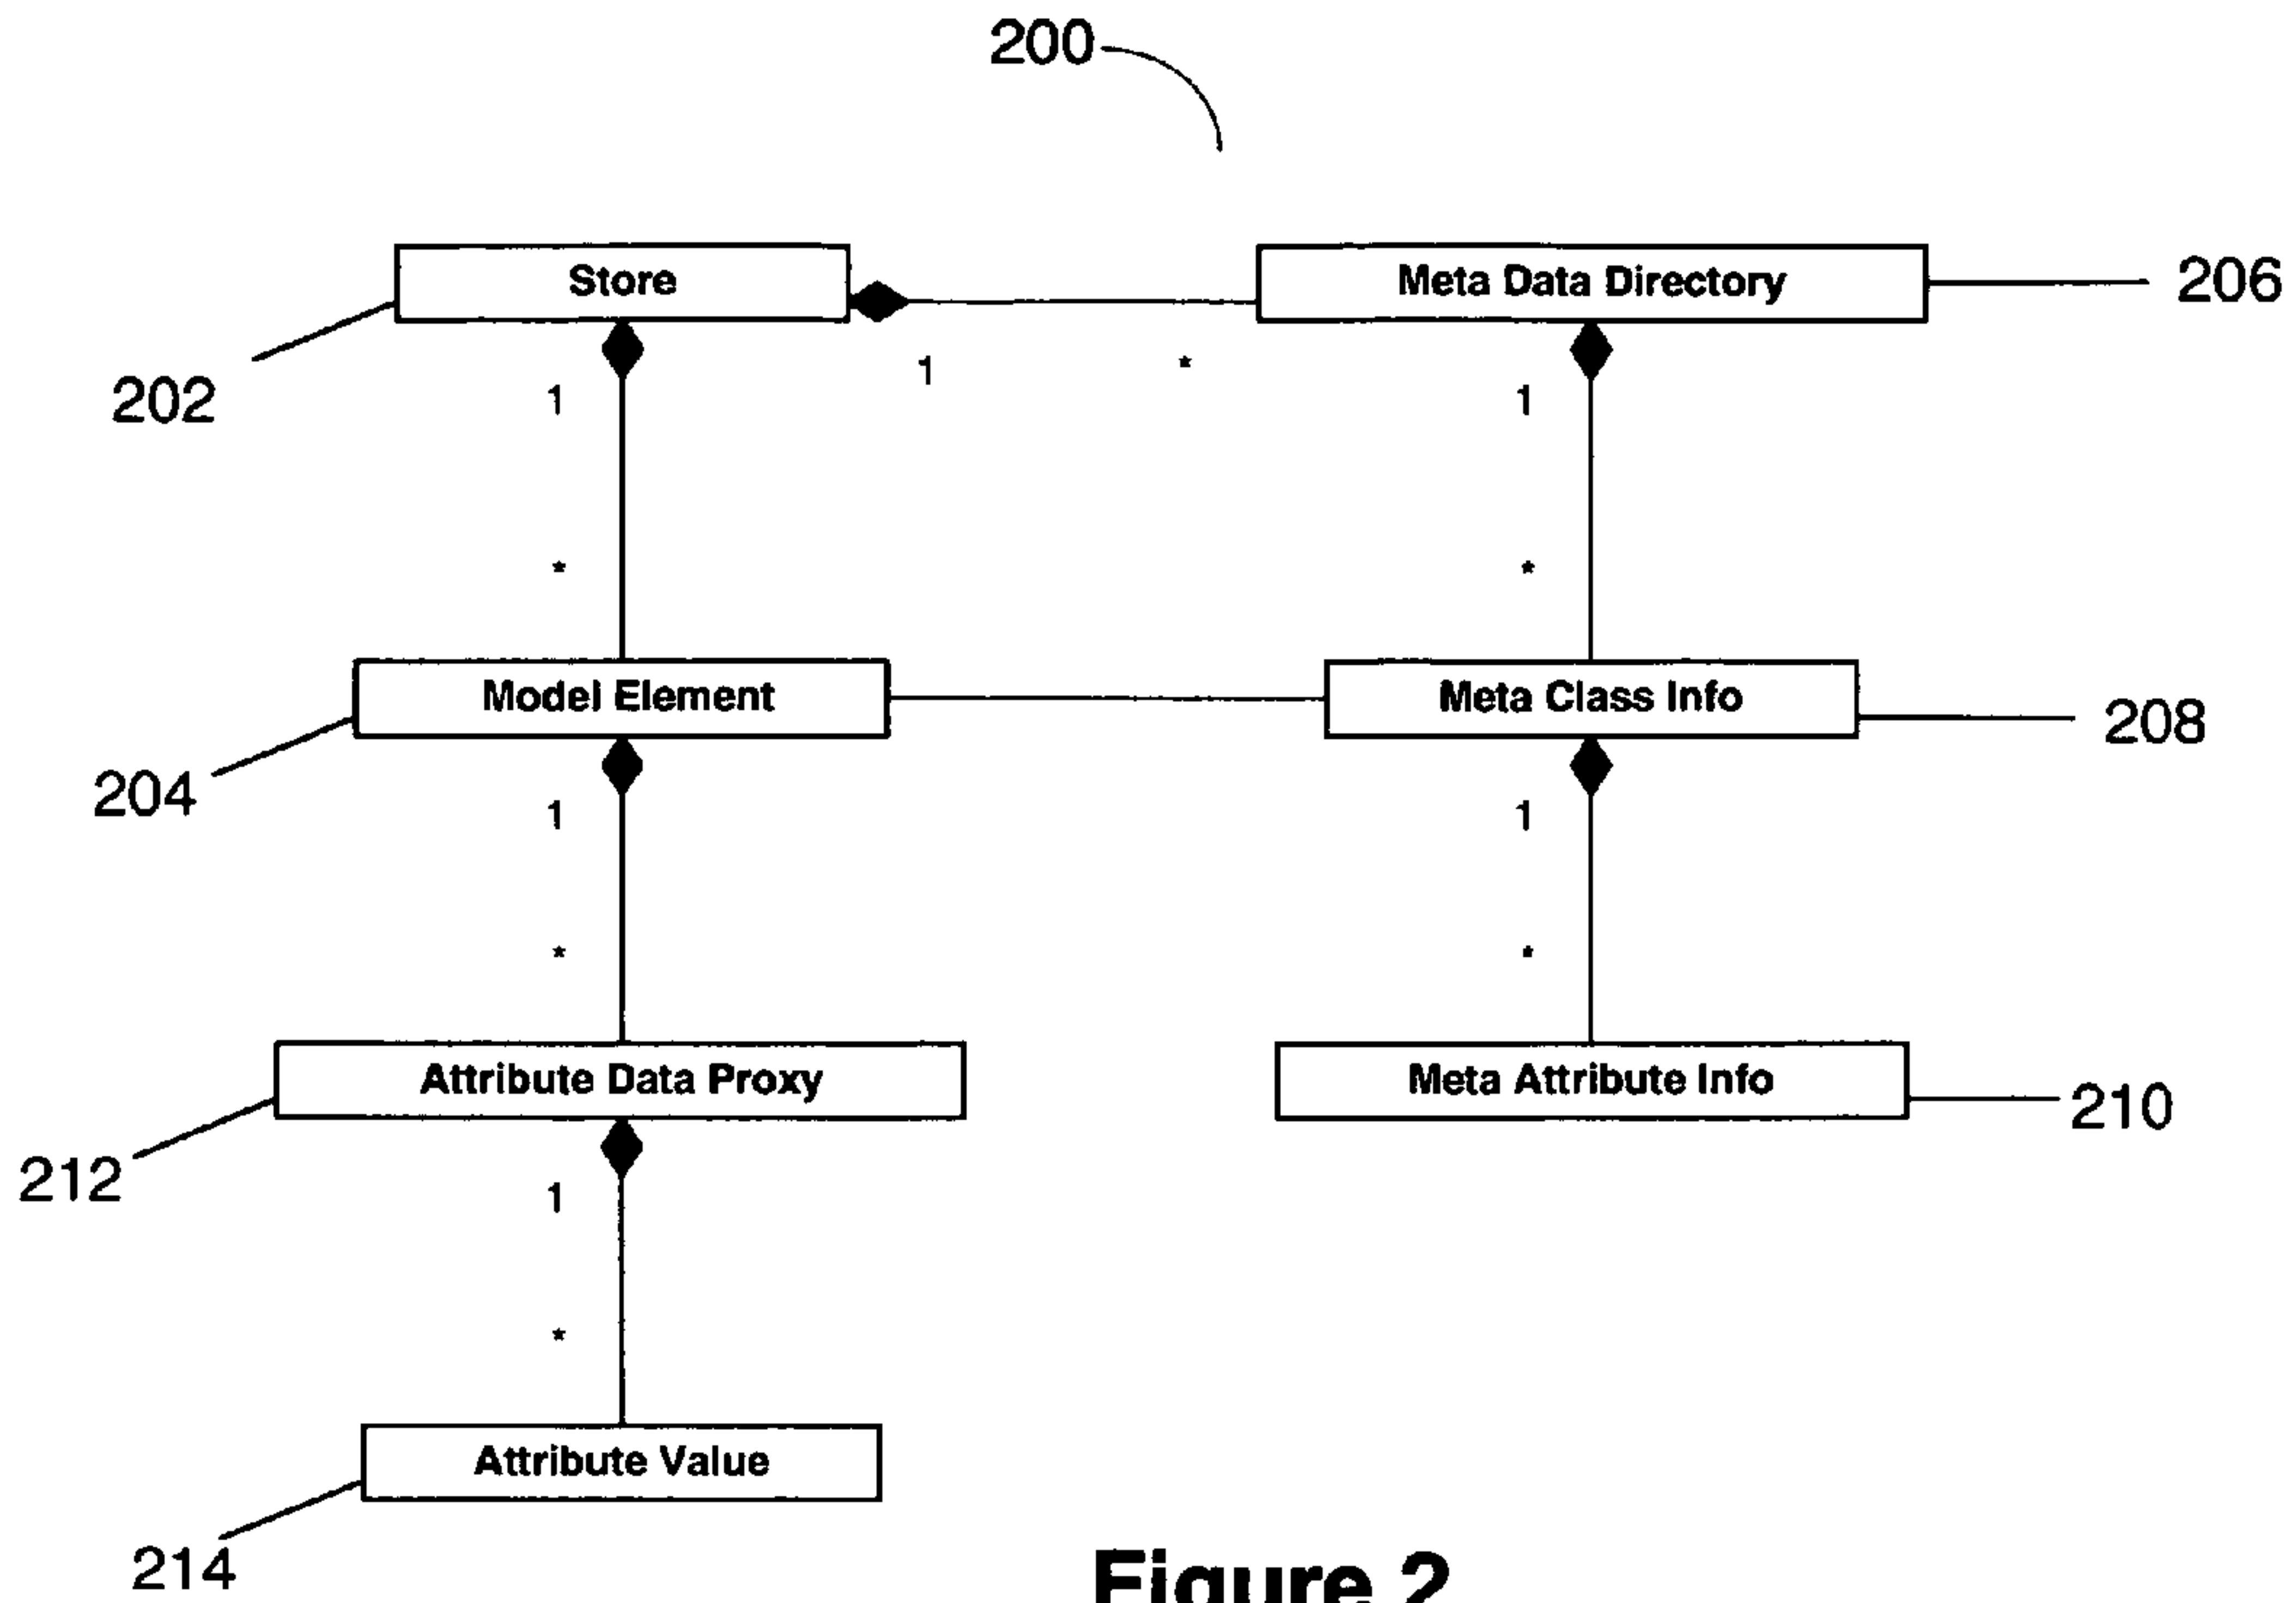 200
Store
Meta Data Directory
206
202
1
*
1
1
*
*
Model Element
Meta Class Info
208
204
1
1
*
*
Attribute Data Proxy
Meta Attribute Info
210
212
1
*
Attribute Value
214
Figure 2